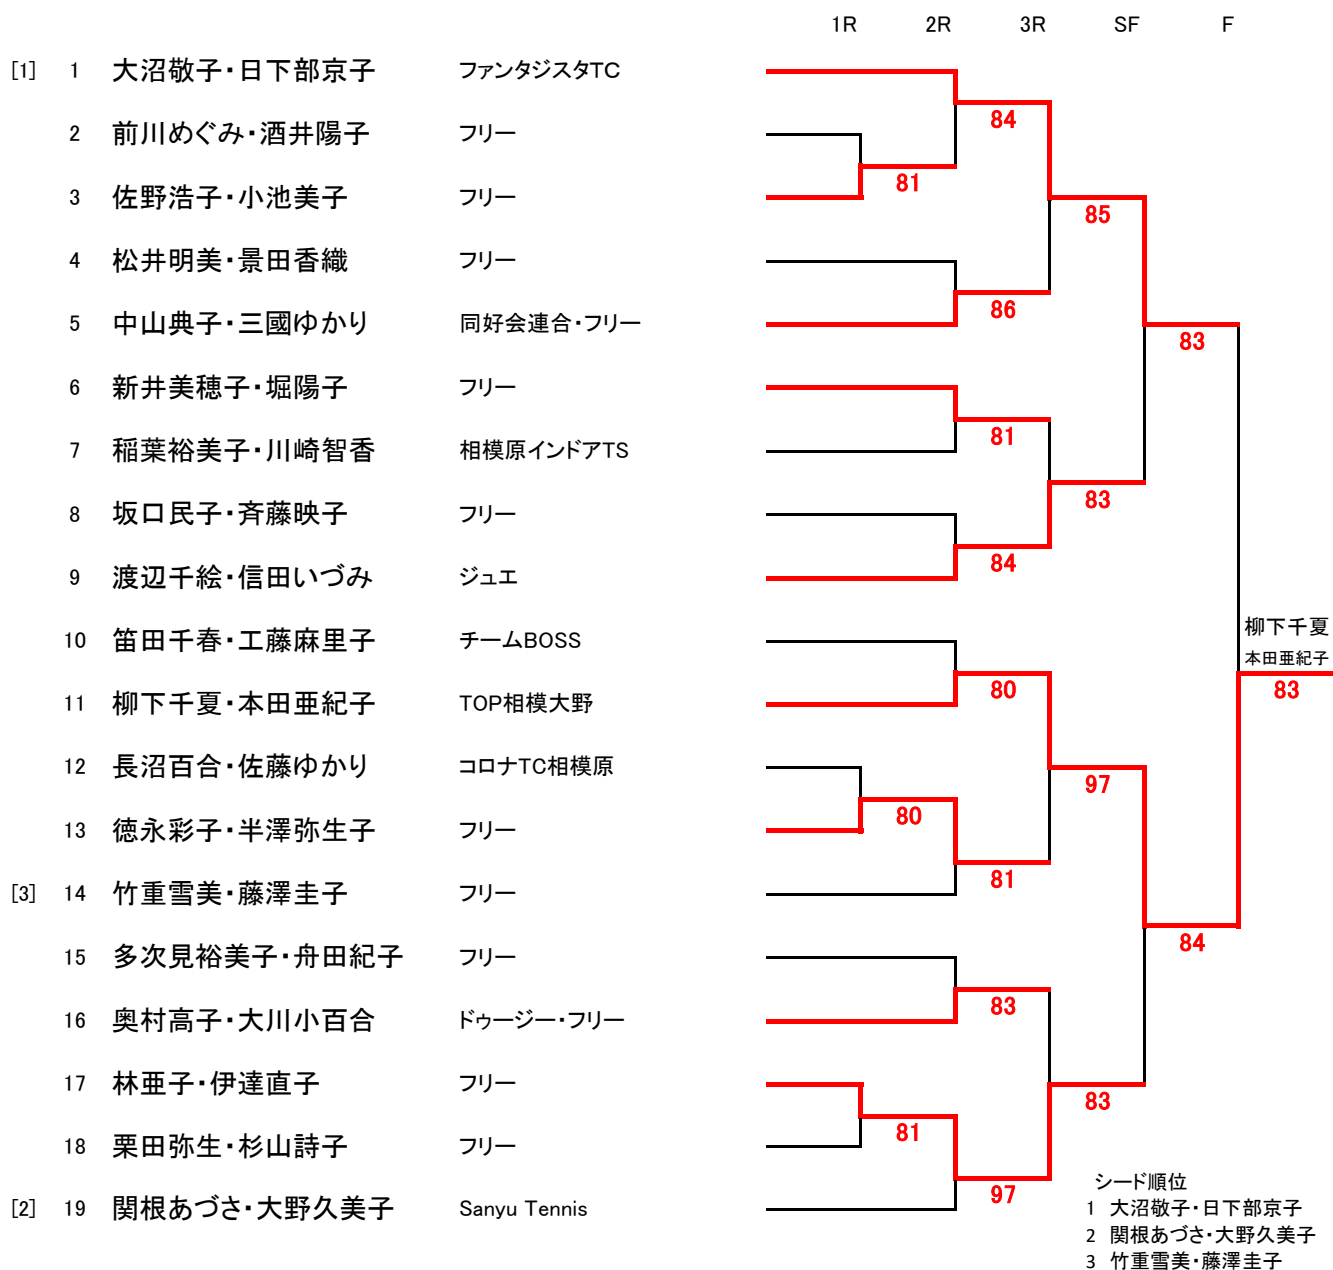 1R 2R 3R SF F
[1] 1 大沼敬子・日下部京子 ファンタジスタTC
84
2 前川めぐみ・酒井陽子 フリー
81
3 佐野浩子・小池美子 フリー
85
4 松井明美・景田香織 フリー
86
5 中山典子・三國ゆかり 同好会連合・フリー
83
6 新井美穂子・堀陽子 フリー
81
7 稲葉裕美子・川崎智香 相模原インドアTS
83
8 坂口民子・斉藤映子 フリー
84
9 渡辺千絵・信田いづみ ジュエ
10 笛田千春・工藤麻里子 チームBOSS
柳下千夏
本田亜紀子
80 83
11 柳下千夏・本田亜紀子 TOP相模大野
12 長沼百合・佐藤ゆかり コロナTC相模原
97
80
13 徳永彩子・半澤弥生子 フリー
81
[3] 14 竹重雪美・藤澤圭子 フリー
84
15 多次見裕美子・舟田紀子 フリー
83
16 奥村高子・大川小百合 ドゥージー・フリー
17 林亜子・伊達直子 フリー
83
81
18 栗田弥生・杉山詩子 フリー
97
[2] 19 関根あづさ・大野久美子 Sanyu Tennis
シード順位
1 大沼敬子・日下部京子
2 関根あづさ・大野久美子
3 竹重雪美・藤澤圭子